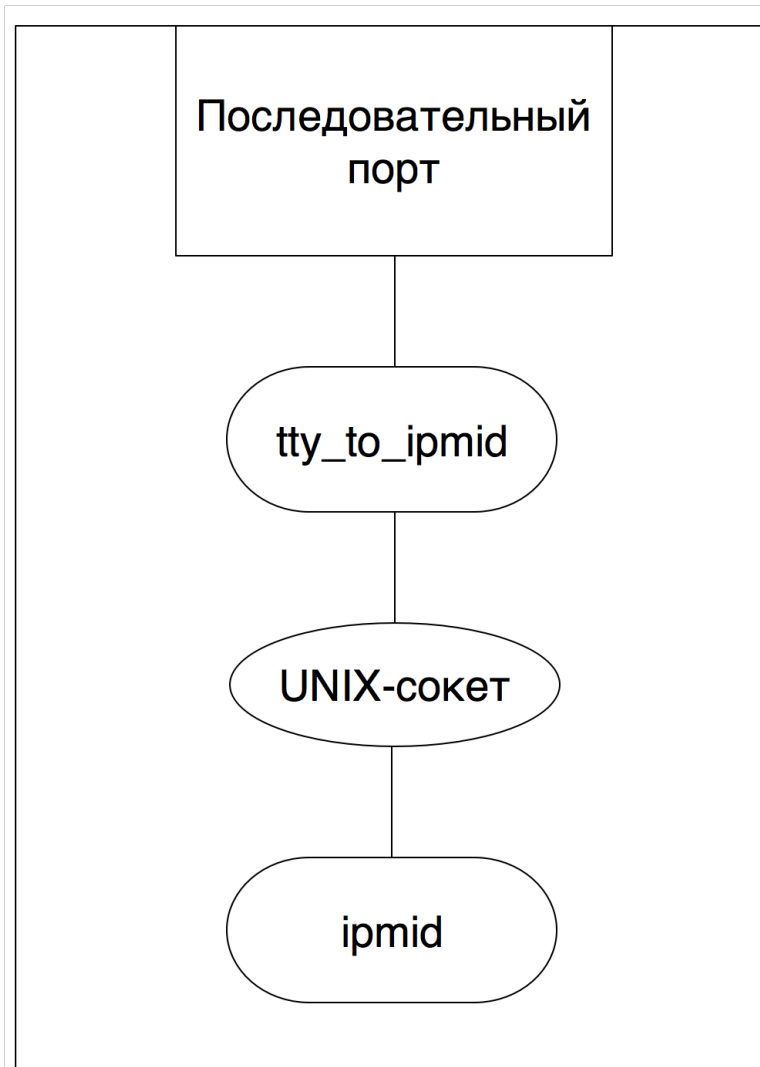 Последовательный
порт
tty_to_ipmid
UNIX-сокет
ipmid